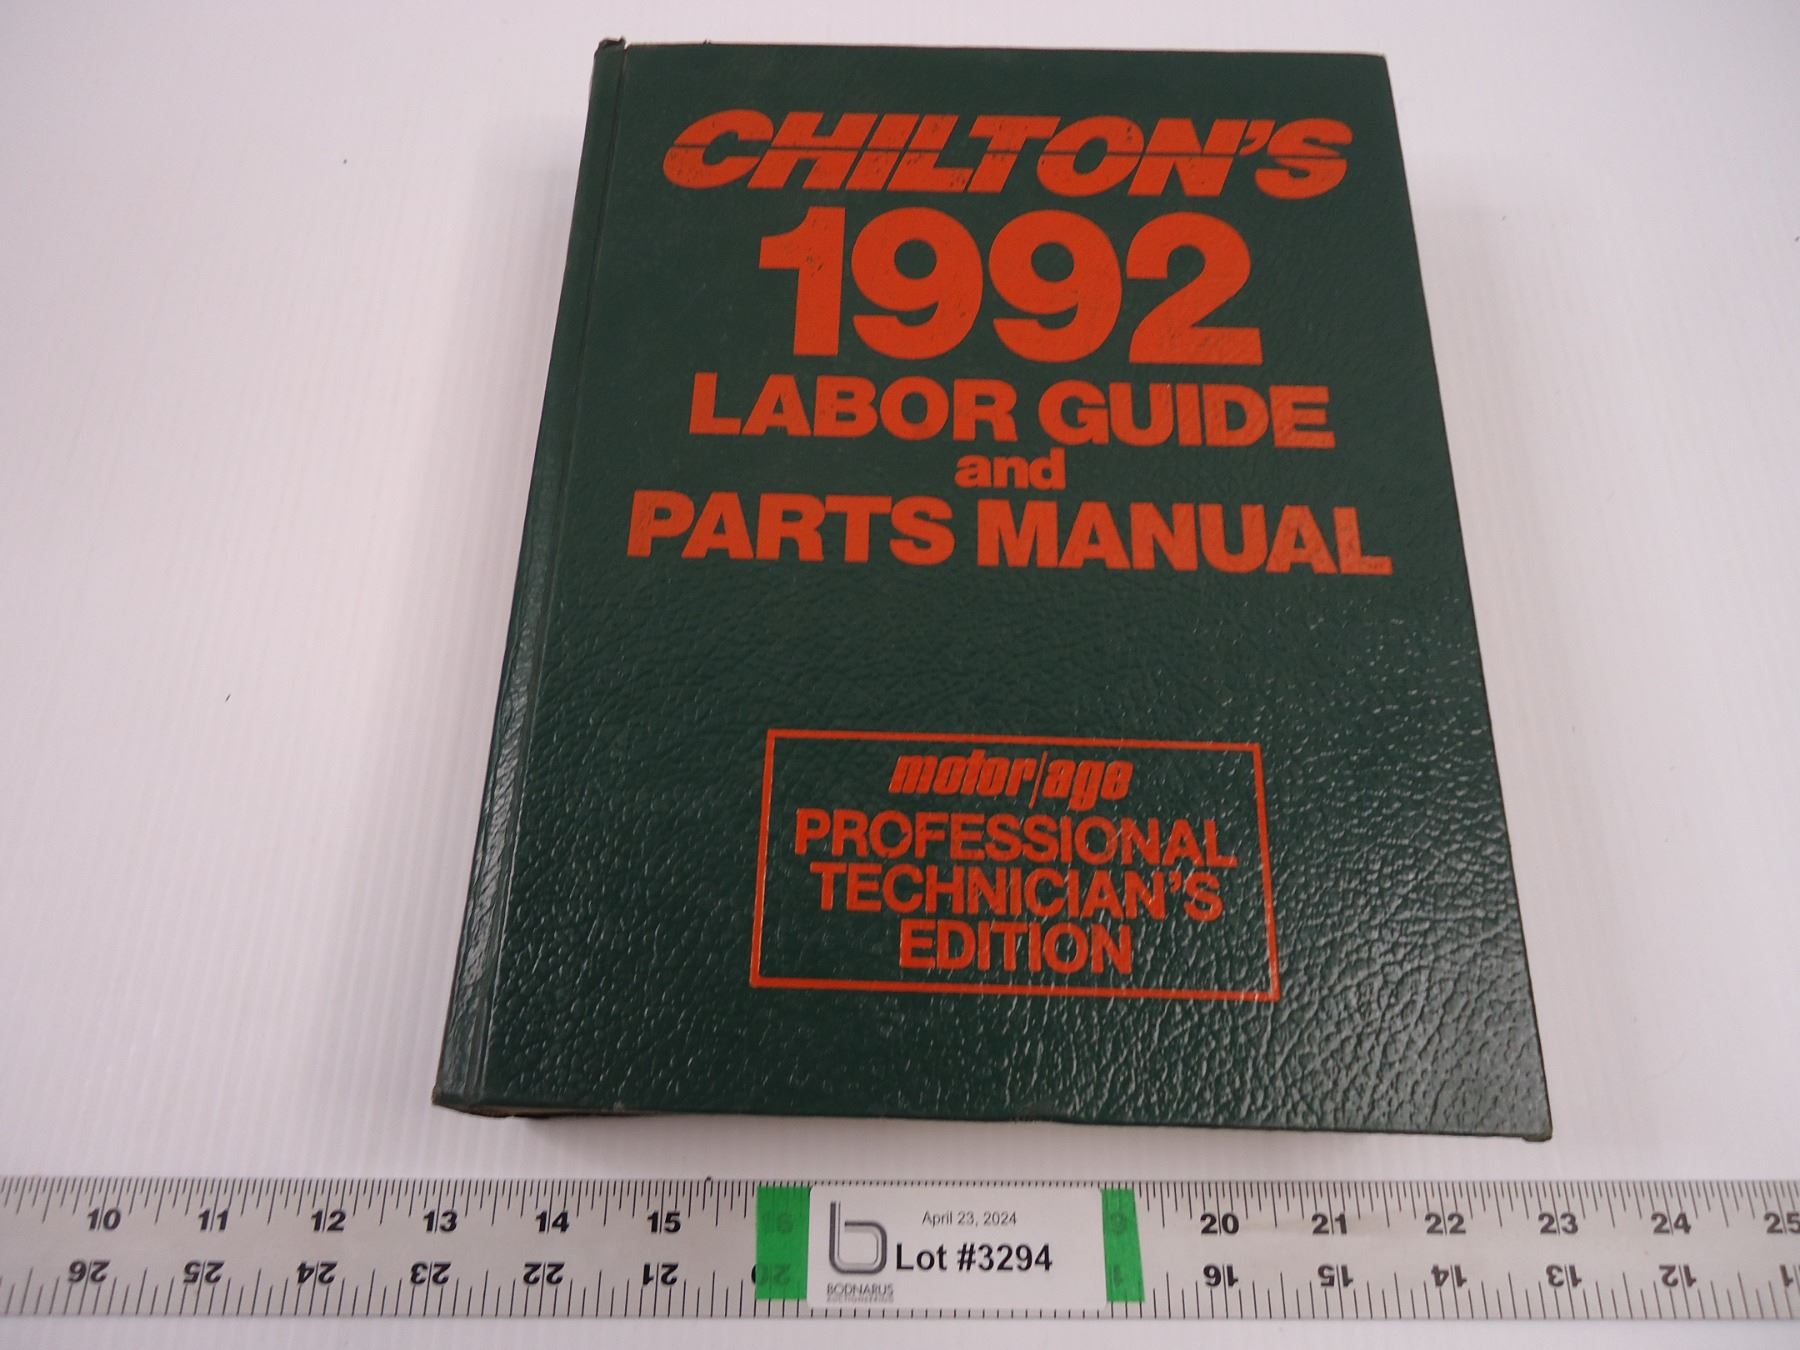 CHILTON'S
1992
LABOR GUIDE
and
PARTS MANUAL
motor/age
PROFESSIONAL
TECHNICIAN'S
EDITION
10 11 12 13 14 15 20 21 22 23 24 25
April 23, 2024
Lot #3294
BODNARUS
AUCTIONEERING
26 25 24 23 22 21 20 16 15 14 13 12